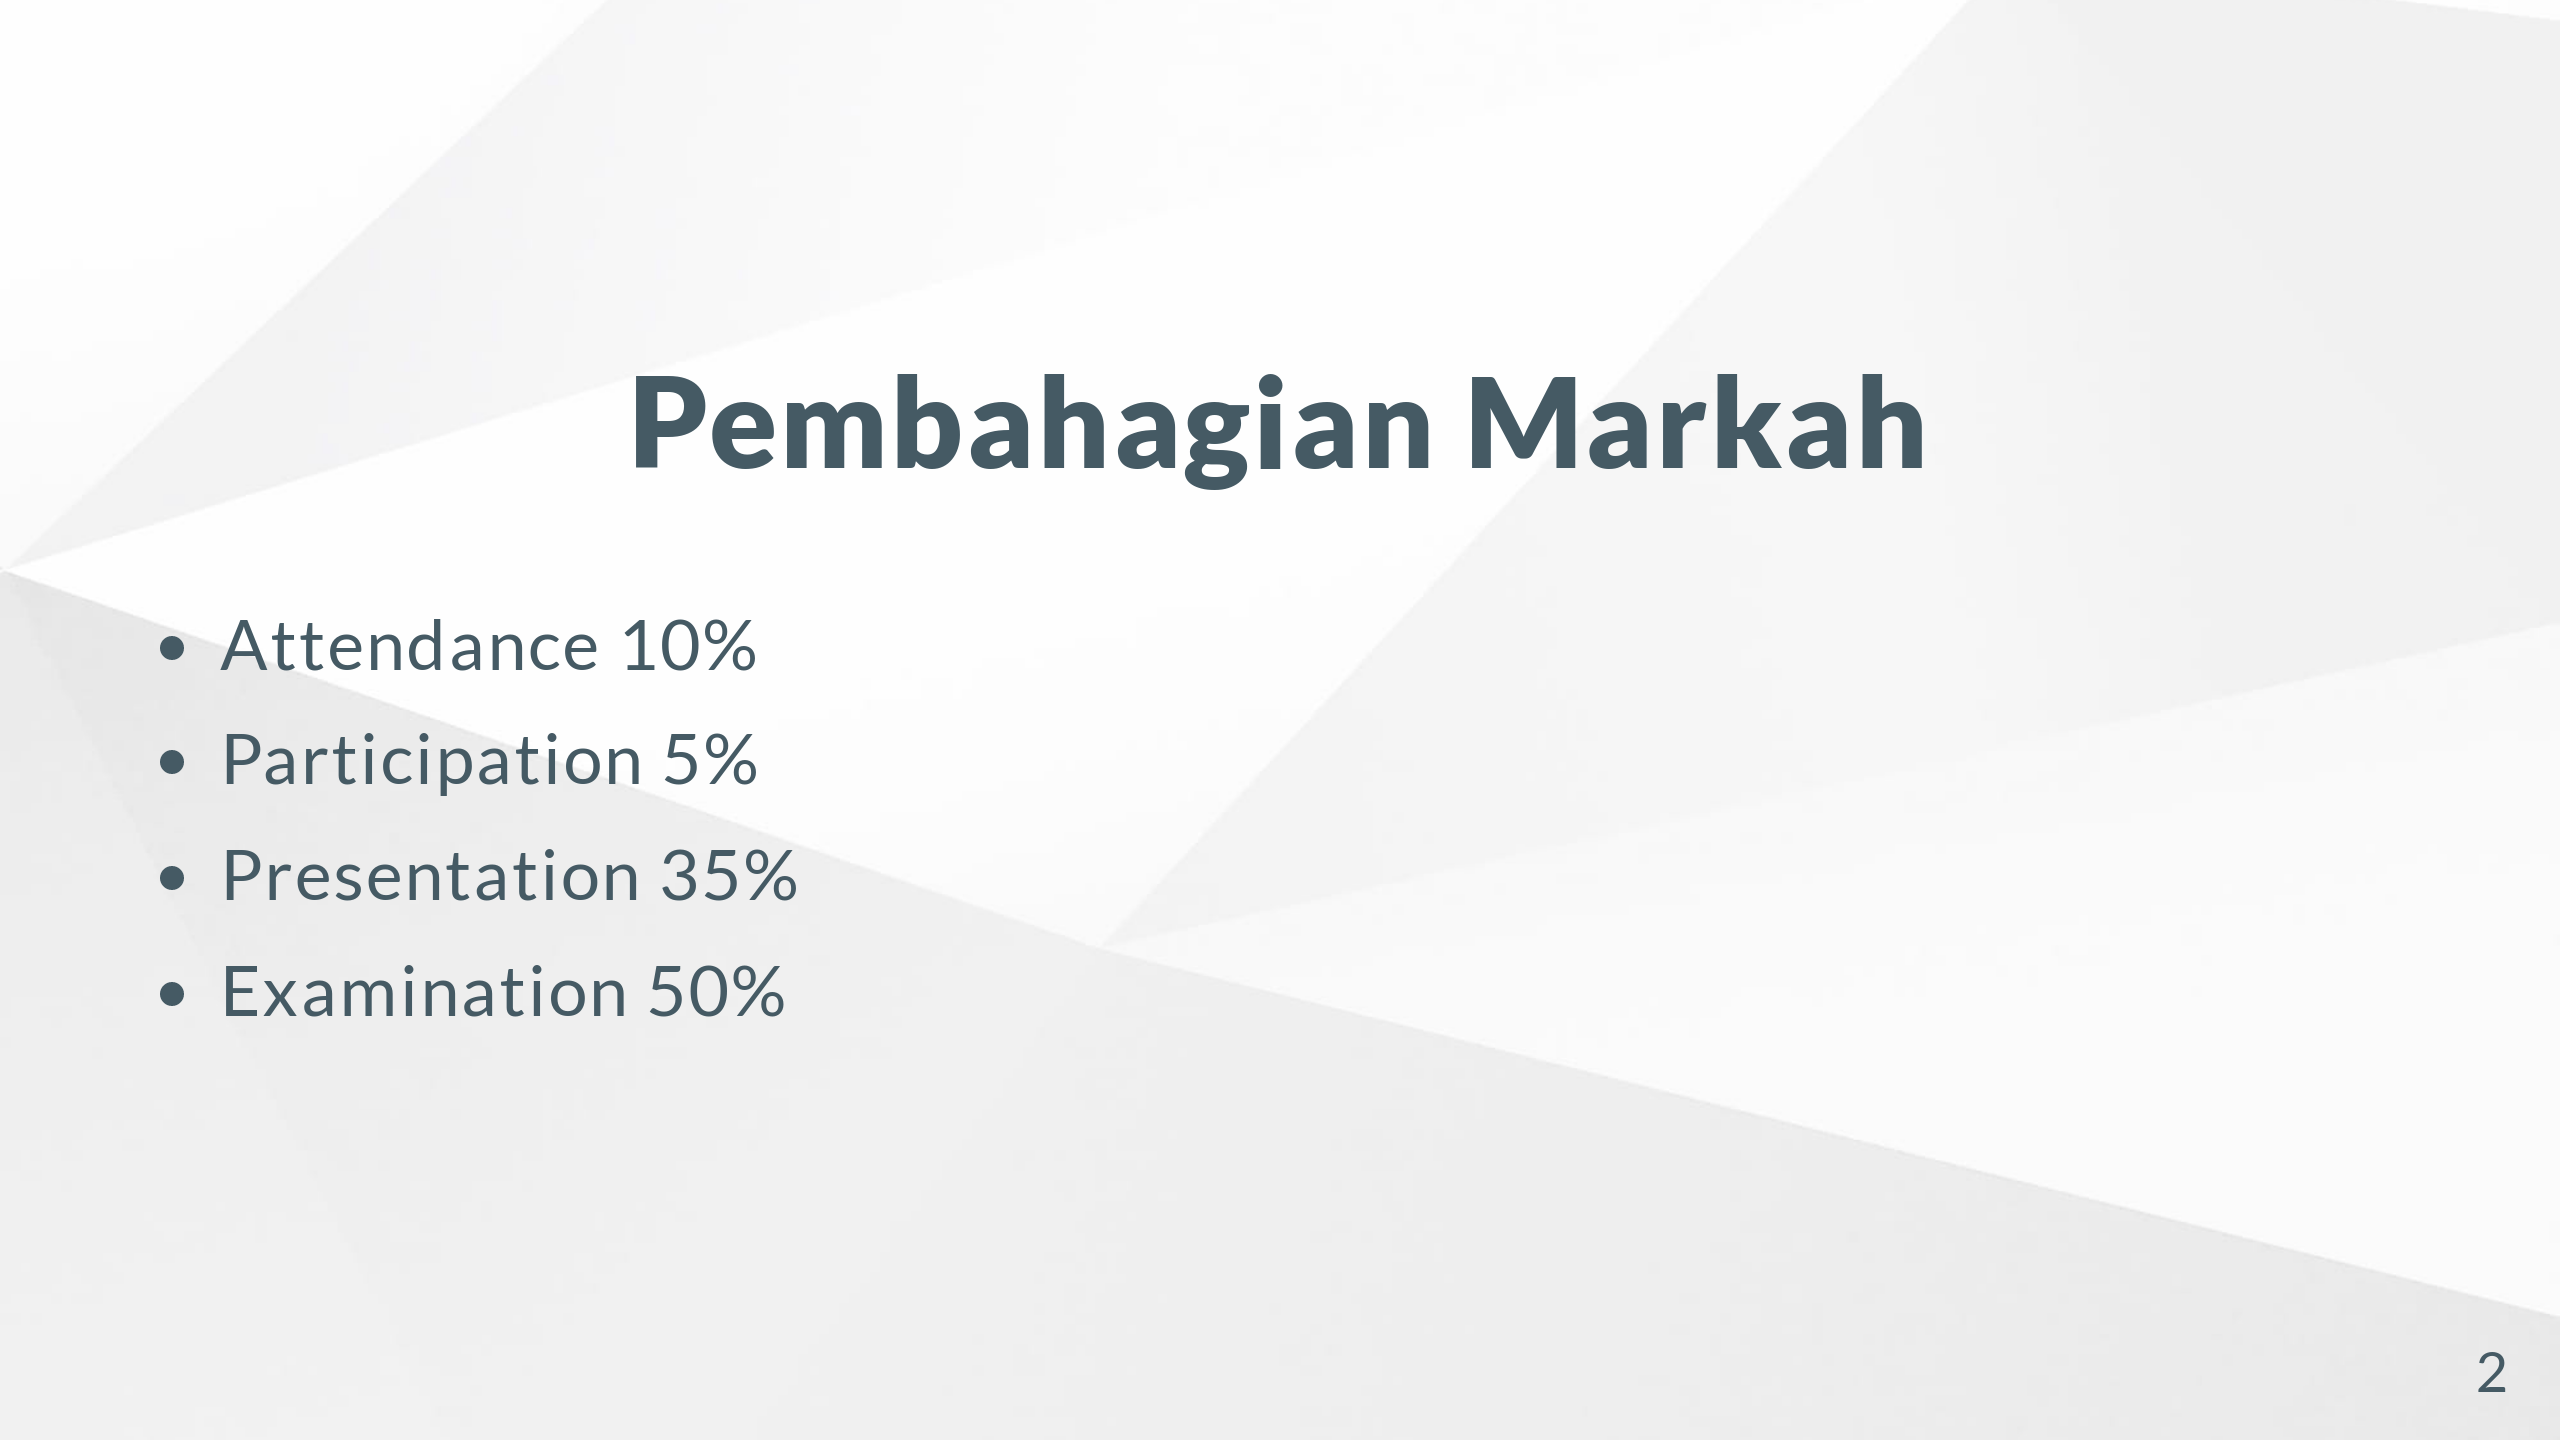 Pembahagian Markah
• Attendance 10%
• Participation 5%
• Presentation 35%
• Examination 50%
2